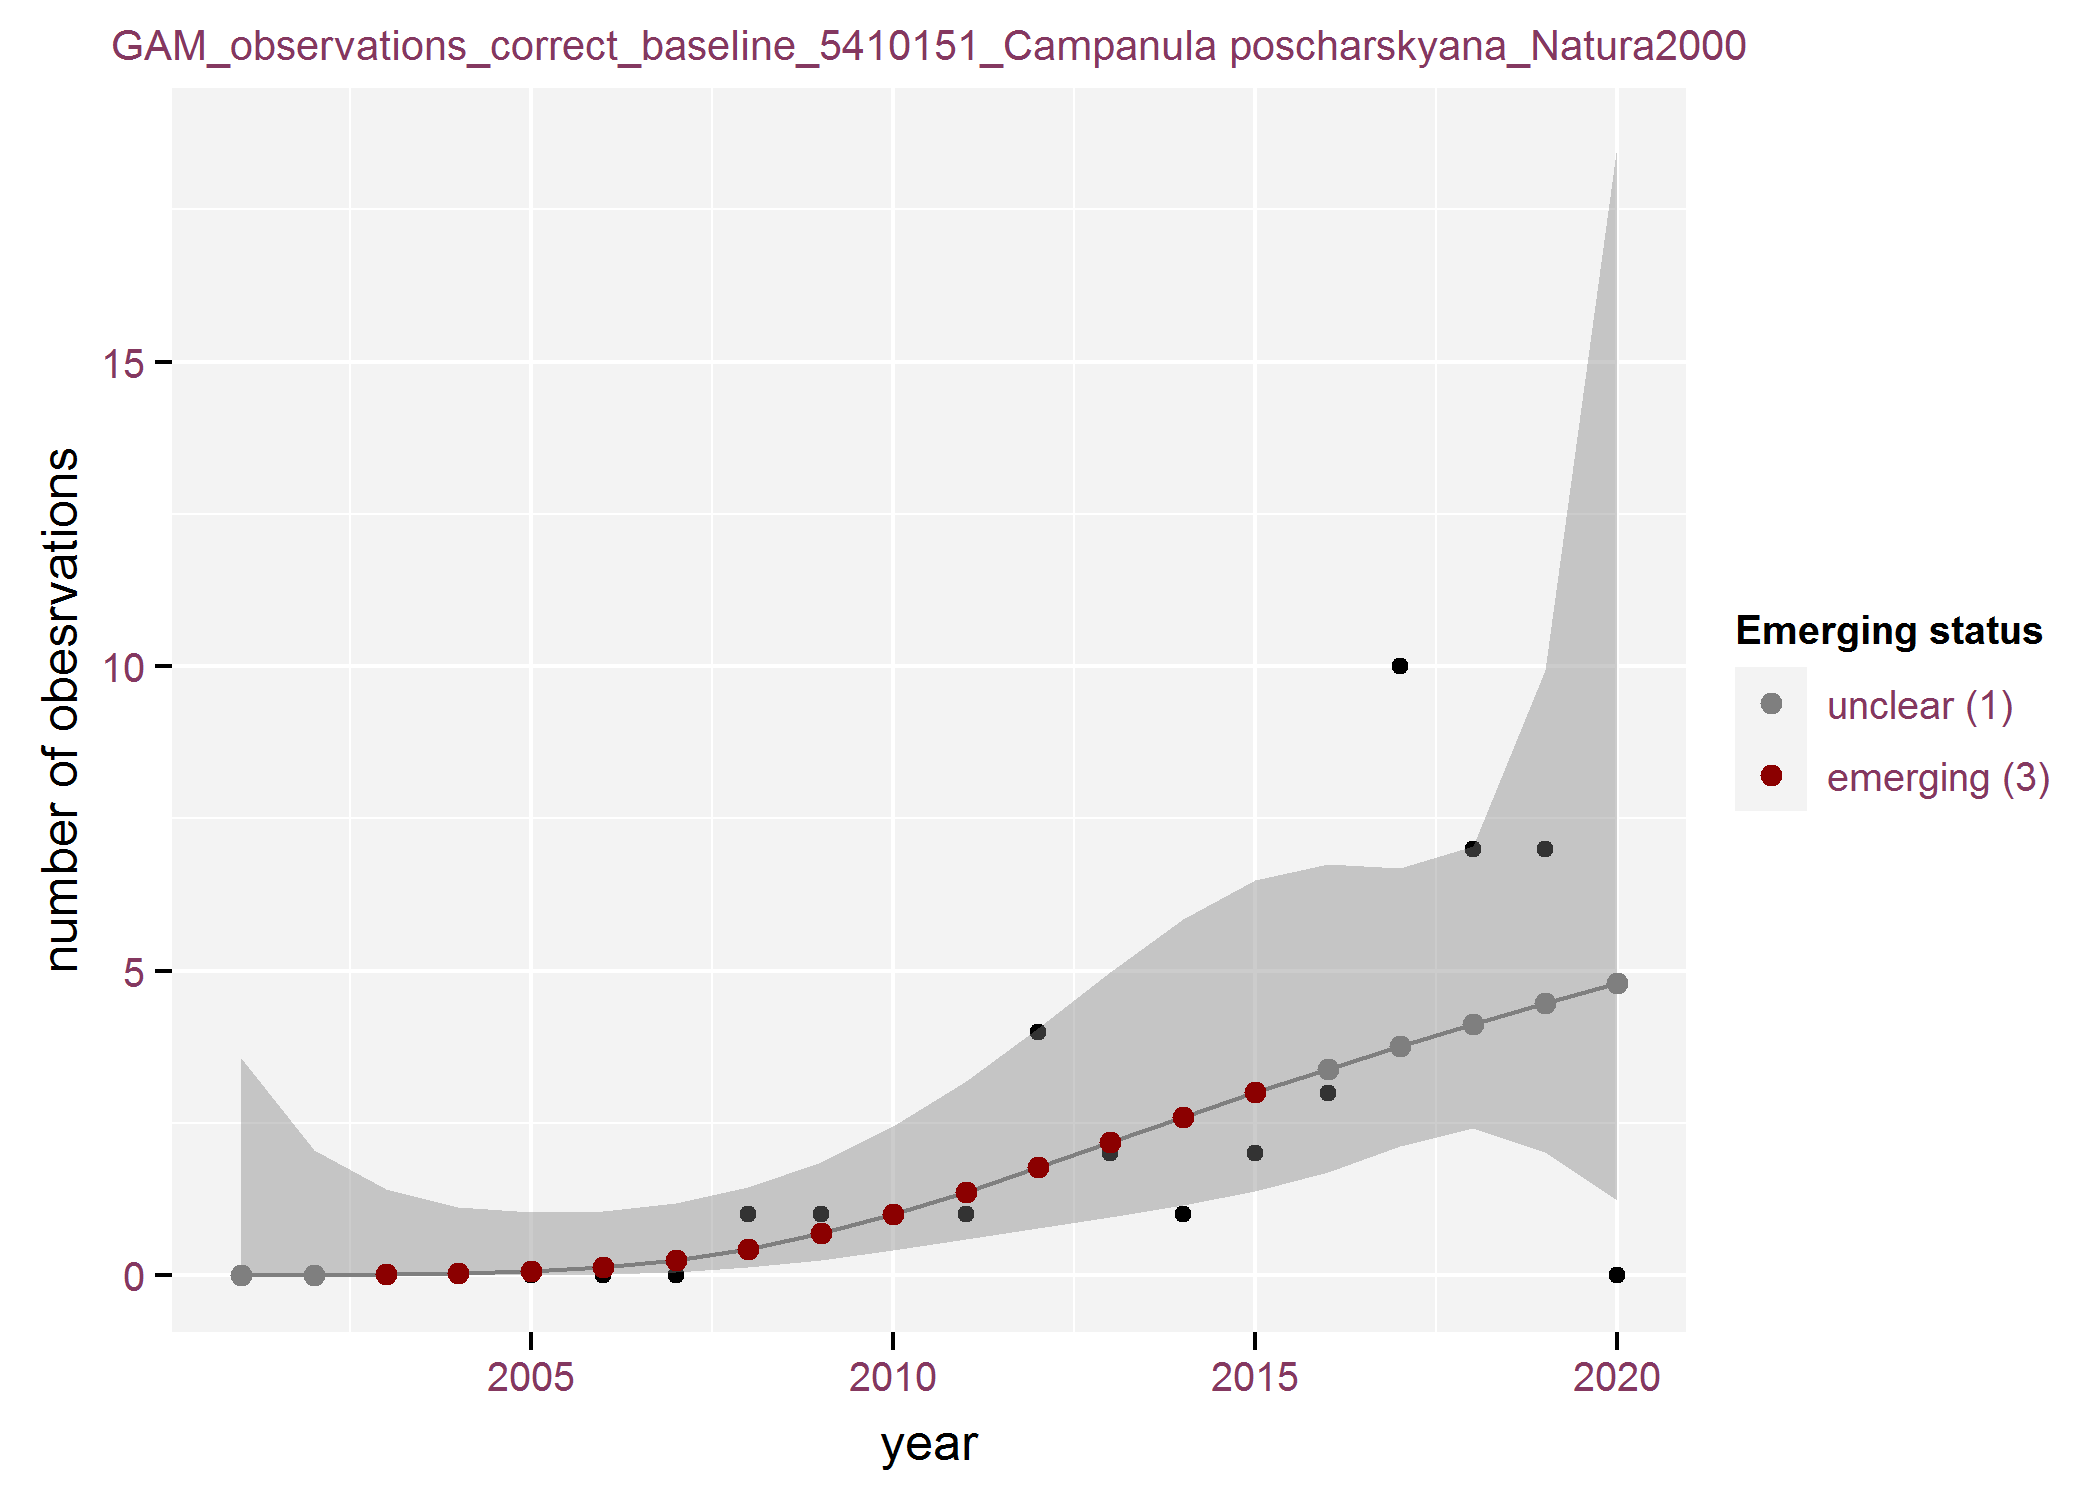 GAM_observations_correct_baseline_5410151_Campanula poscharskyana_Natura2000
number of obesrvations
15
10
5
0
2005
2010
2015
2020
year
Emerging status
unclear (1)
emerging (3)